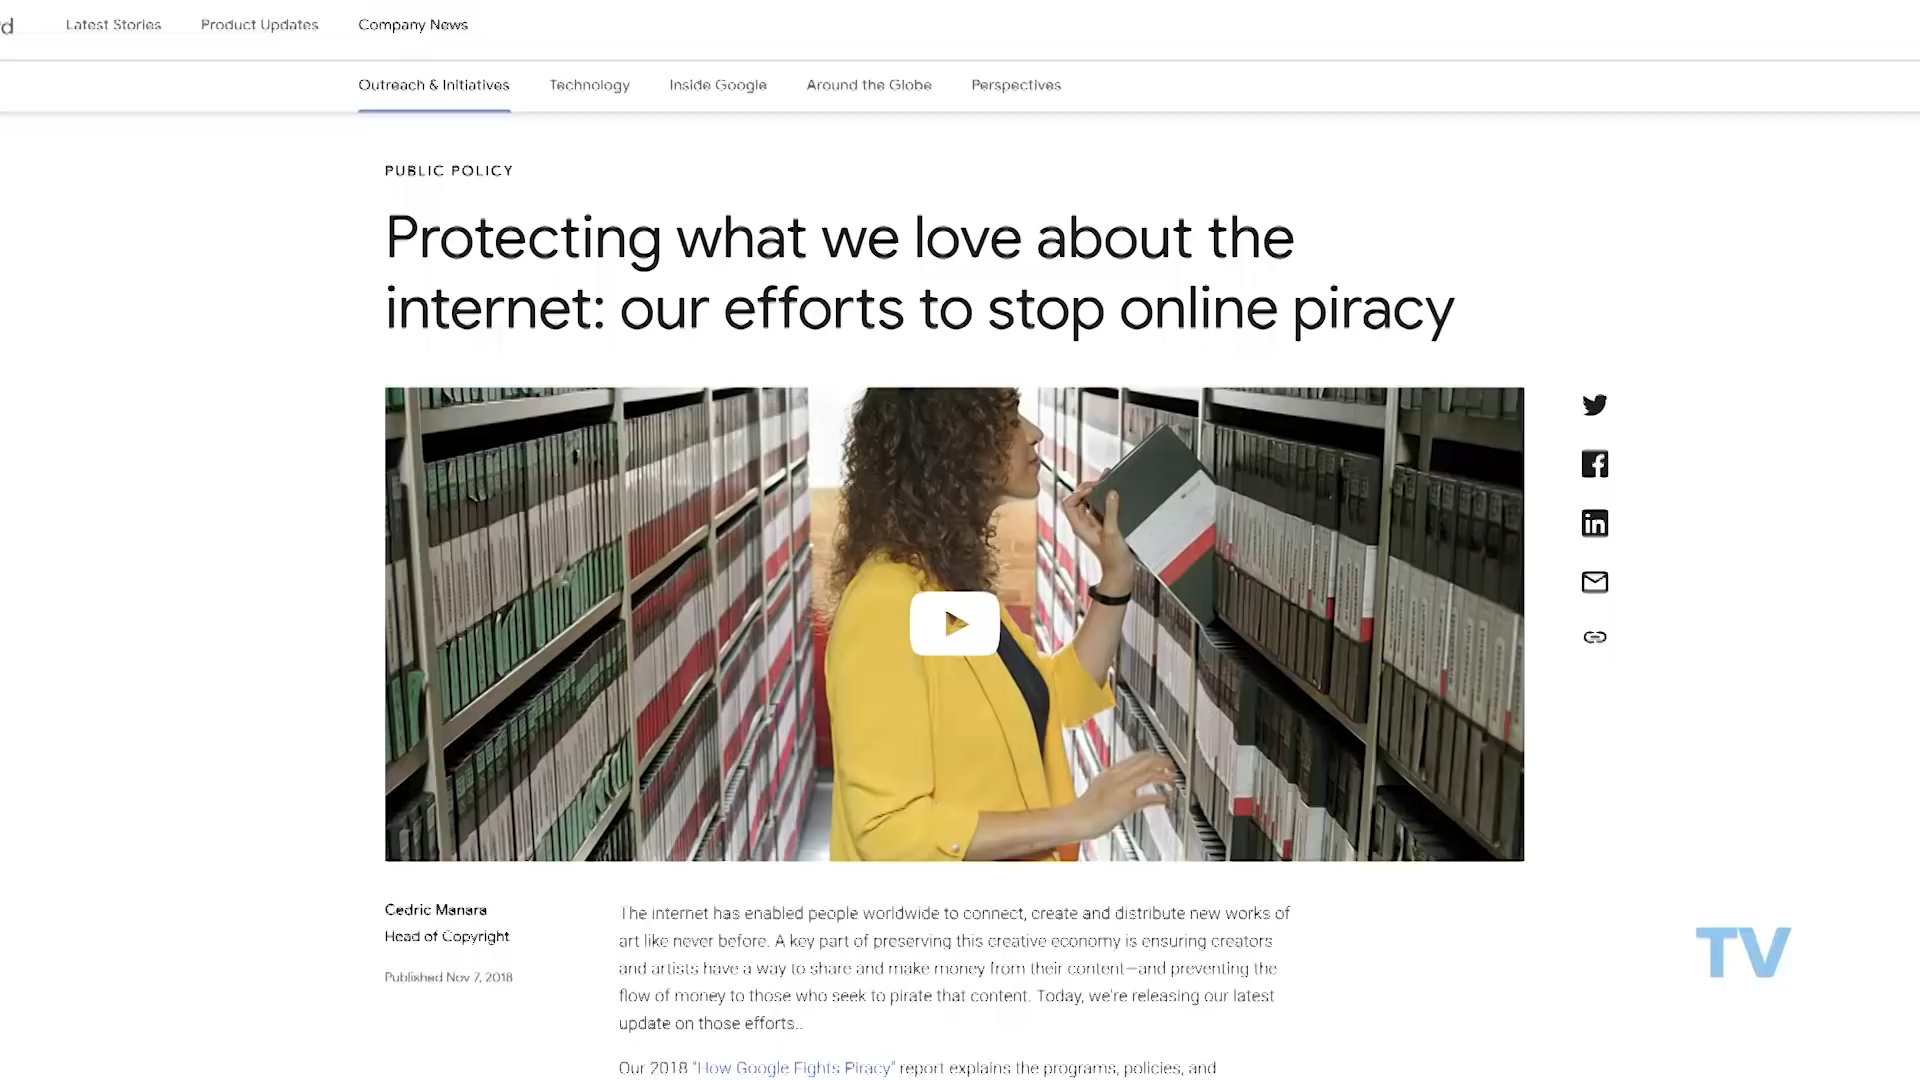 d
Latest Stories
Product Updates
Company News
Outreach & Initiatives
Technology
Inside Google
Around the Globe
Perspectives
PUBLIC POLICY
Protecting what we love about the
internet: our efforts to stop online piracy
Cedric Manara
Head of Copyright
Published Nov 7, 2018
The internet has enabled people worldwide to connect, create and distribute new works of
art like never before. A key part of preserving this creative economy is ensuring creators
and artists have a way to share and make money from their content—and preventing the
flow of money to those who seek to pirate that content. Today, we're releasing our latest
update on those efforts..
Our 2018 "How Google Fights Piracy" report explains the programs, policies, and
TV